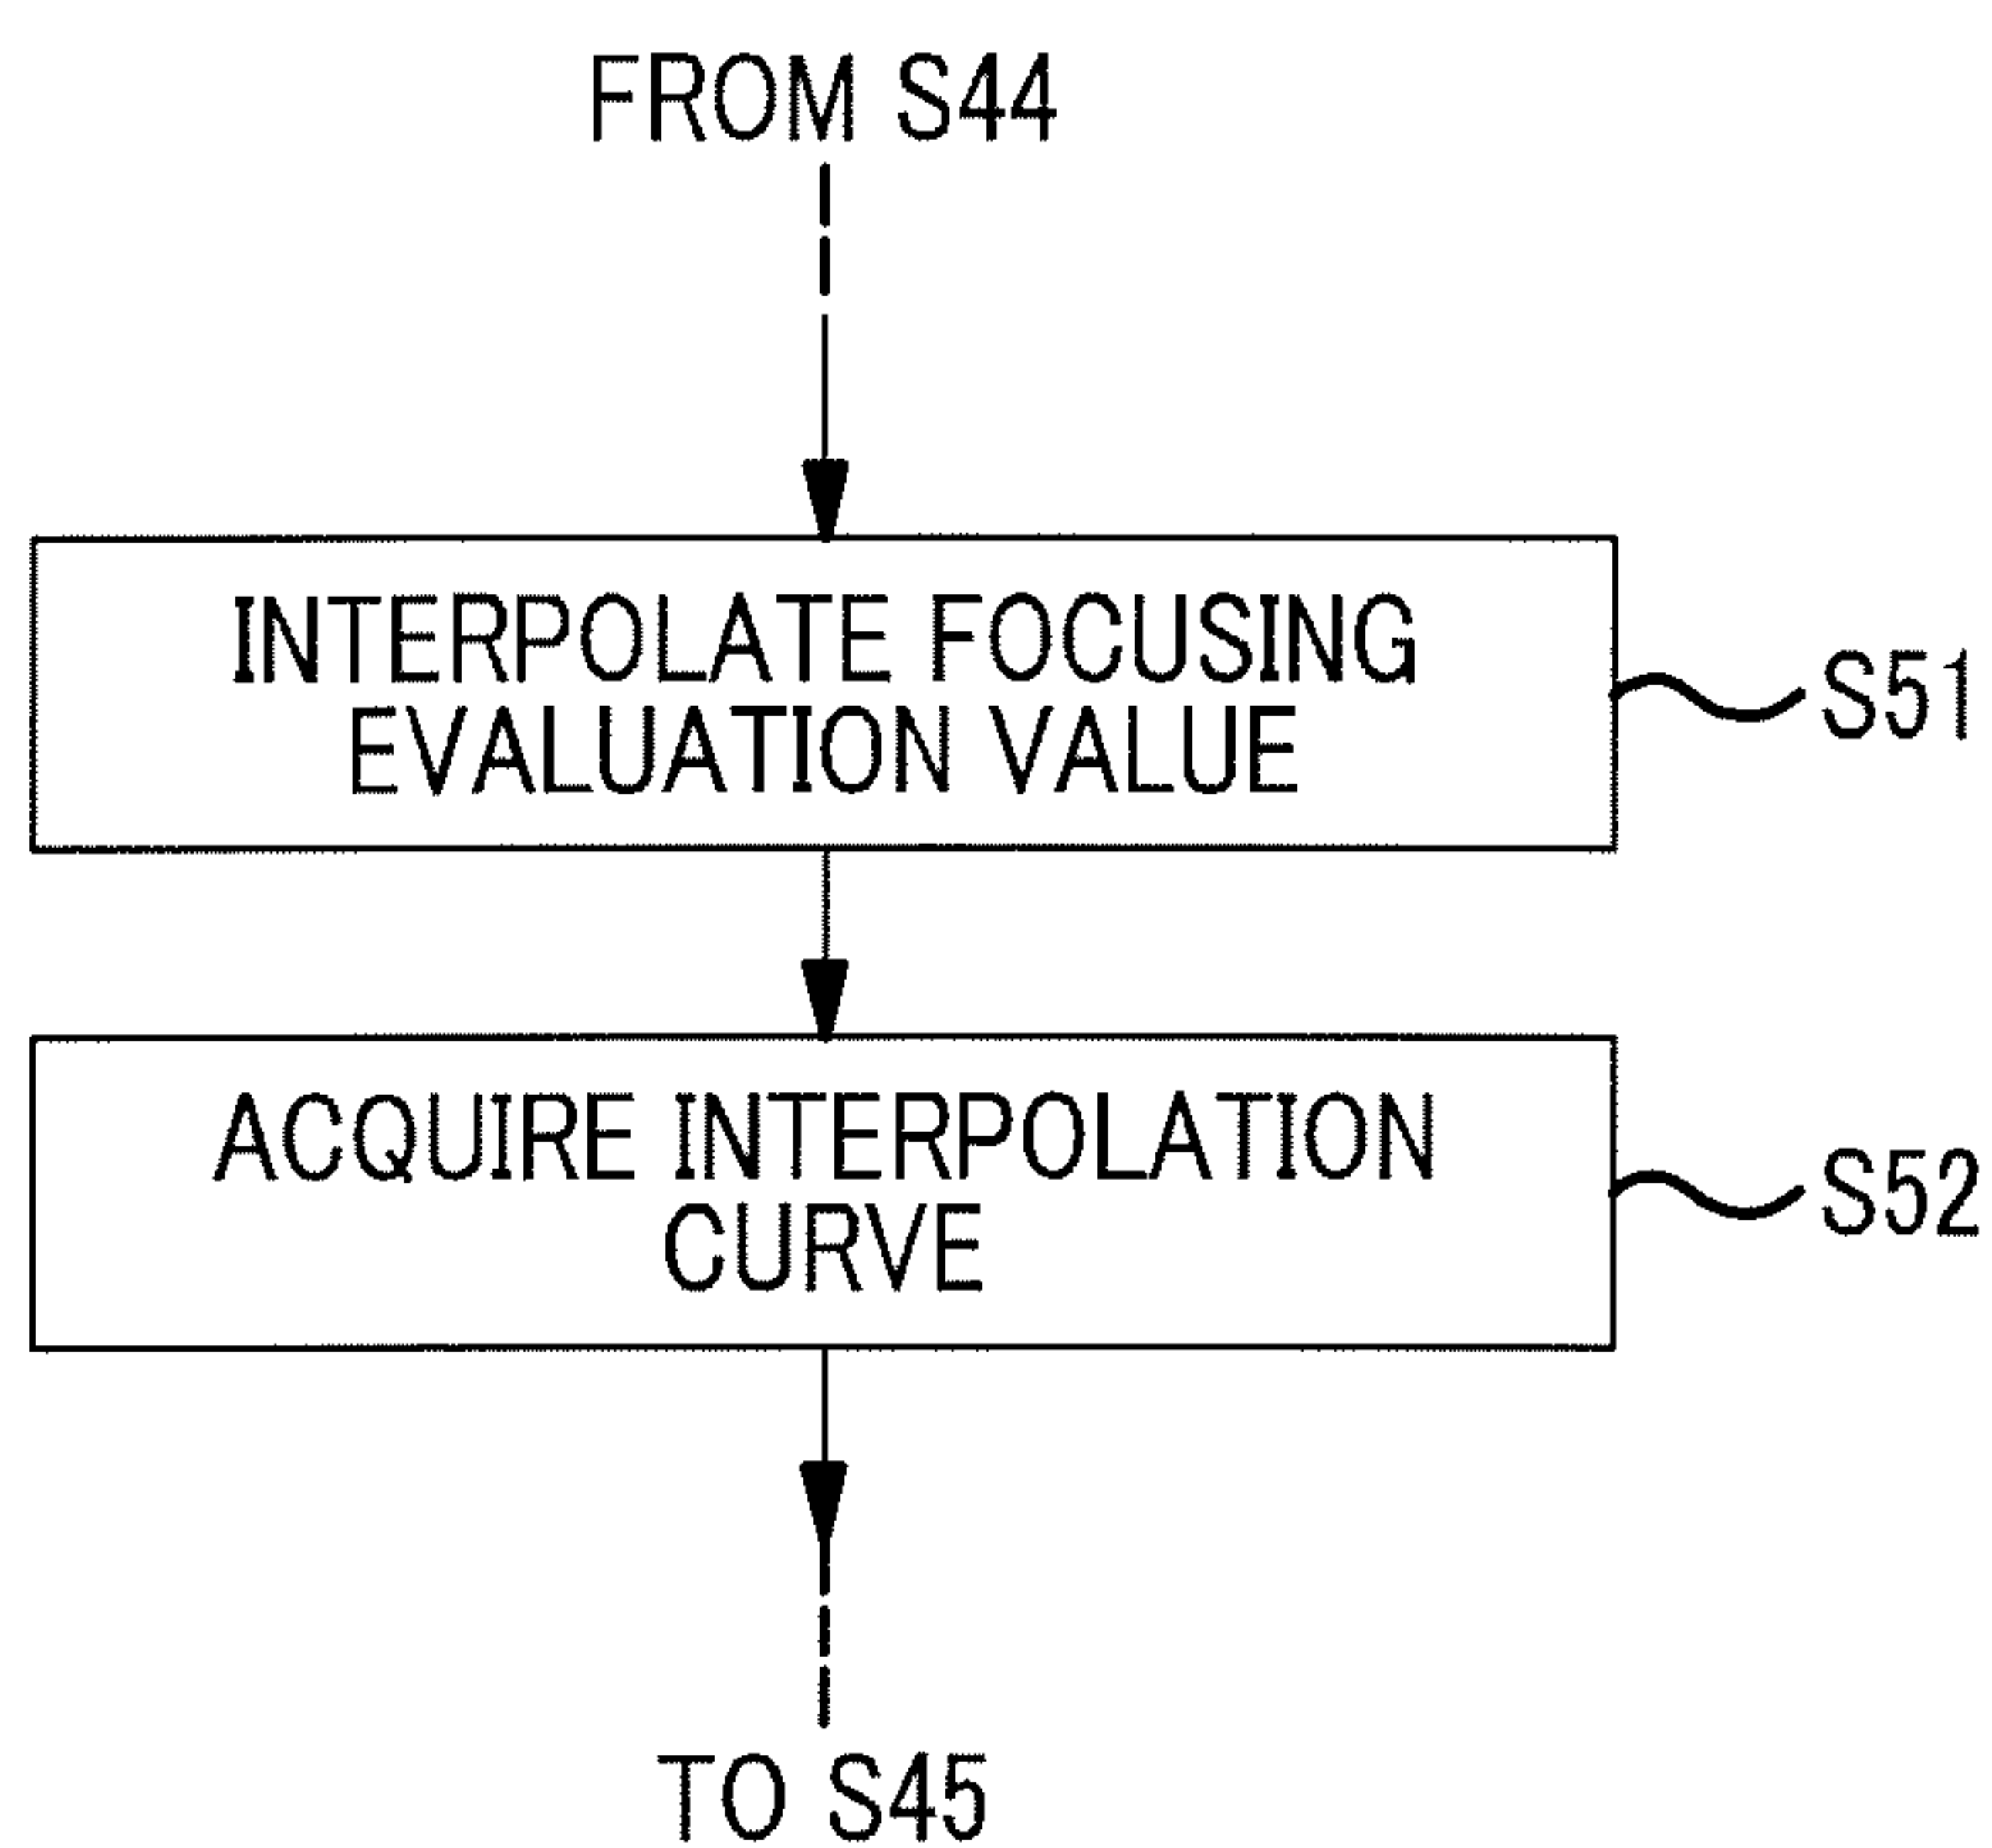 FROM S44
INTERPOLATE FOCUSING
EVALUATION VALUE
S51
ACQUIRE INTERPOLATION
CURVE
S52
TO S45